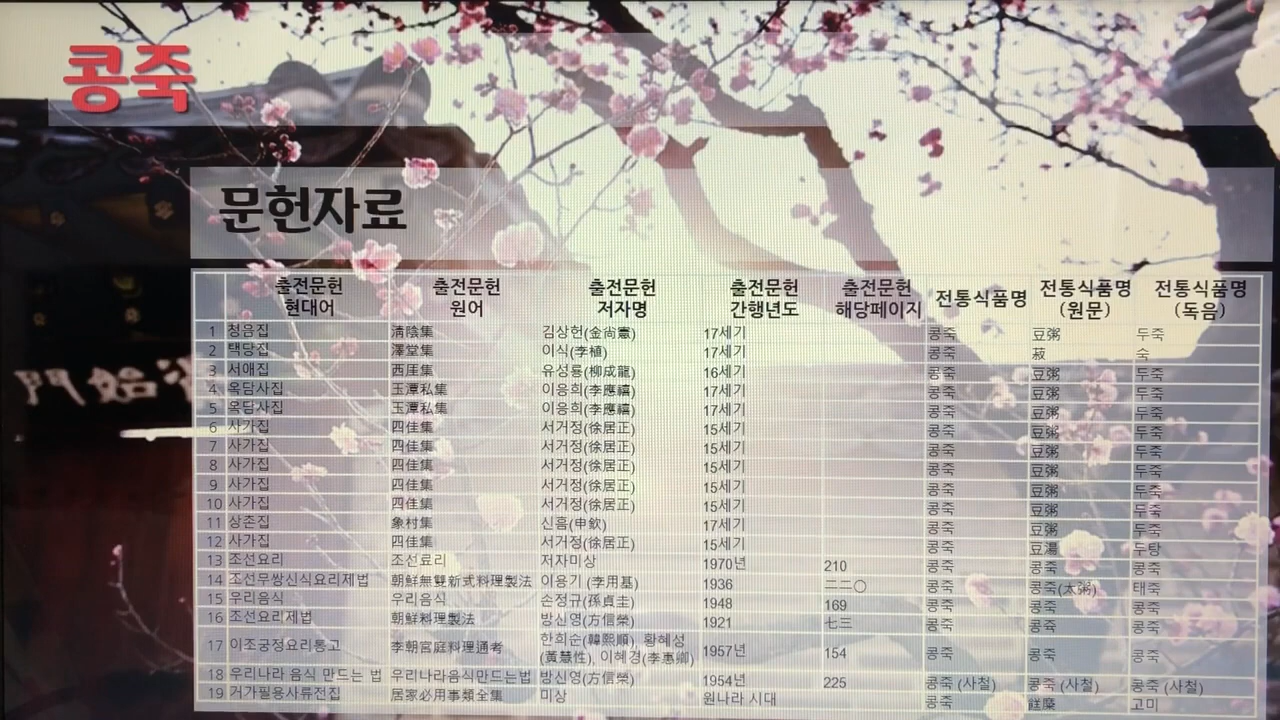 콩죽
문헌자료
출전문헌 현대어 출전문헌 원어 출전문헌 저자명 출전문헌 간행년도 출전문헌 해당페이지 전통식품명 전통식품명 (원문) 전통식품명 (독음)
1 청음집 清陰集 김상헌(金尙憲) 17세기 콩죽 豆粥 두죽
2 택당집 澤堂集 이식(李植) 17세기 콩죽 菽 숙
3 서애집 西厓集 유성룡(柳成龍) 16세기 콩죽 豆粥 두죽
4 옥담사집 玉潭私集 이응희(李應禧) 17세기 콩죽 豆粥 두죽
5 옥담사집 玉潭私集 이응희(李應禧) 17세기 콩죽 豆粥 두죽
6 사가집 四佳集 서거정(徐居正) 15세기 콩죽 豆粥 두죽
7 사가집 四佳集 서거정(徐居正) 15세기 콩죽 豆粥 두죽
8 사가집 四佳集 서거정(徐居正) 15세기 콩죽 豆粥 두죽
9 사가집 四佳集 서거정(徐居正) 15세기 콩죽 豆粥 두죽
10 사가집 四佳集 서거정(徐居正) 15세기 콩죽 豆粥 두죽
11 상촌집 象村集 신흠(申欽) 17세기 콩죽 豆粥 두죽
12 사가집 四佳集 서거정(徐居正) 15세기 콩죽 豆湯 두탕
13 조선요리 조선료리 저자미상 1970년 210 콩죽 콩죽 콩죽
14 조선무쌍신식요리제법 朝鮮無雙新式料理製法 이용기 (李用基) 1936 二二〇 콩죽 콩죽(太粥) 태죽
15 우리음식 우리음식 손정규(孫貞圭) 1948 169 콩죽 콩죽 콩죽
16 조선요리제법 朝鮮料理製法 방신영(方信榮) 1921 七三 콩죽 콩쥭 콩죽
17 이조궁정요리통고 李朝宮庭料理通考 한희순(韓熙順), 황혜성 (黃慧性), 이혜경(李惠卿) 1957년 154 콩죽 콩죽 콩죽
18 우리나라 음식 만드는 법 우리나라음식만드는법 방신영(方信榮) 1954년 225 콩죽 (사철) 콩죽 (사철) 콩죽 (사철)
19 거가필용사류전집 居家必用事類全集 미상 원나라 시대 콩죽 고미